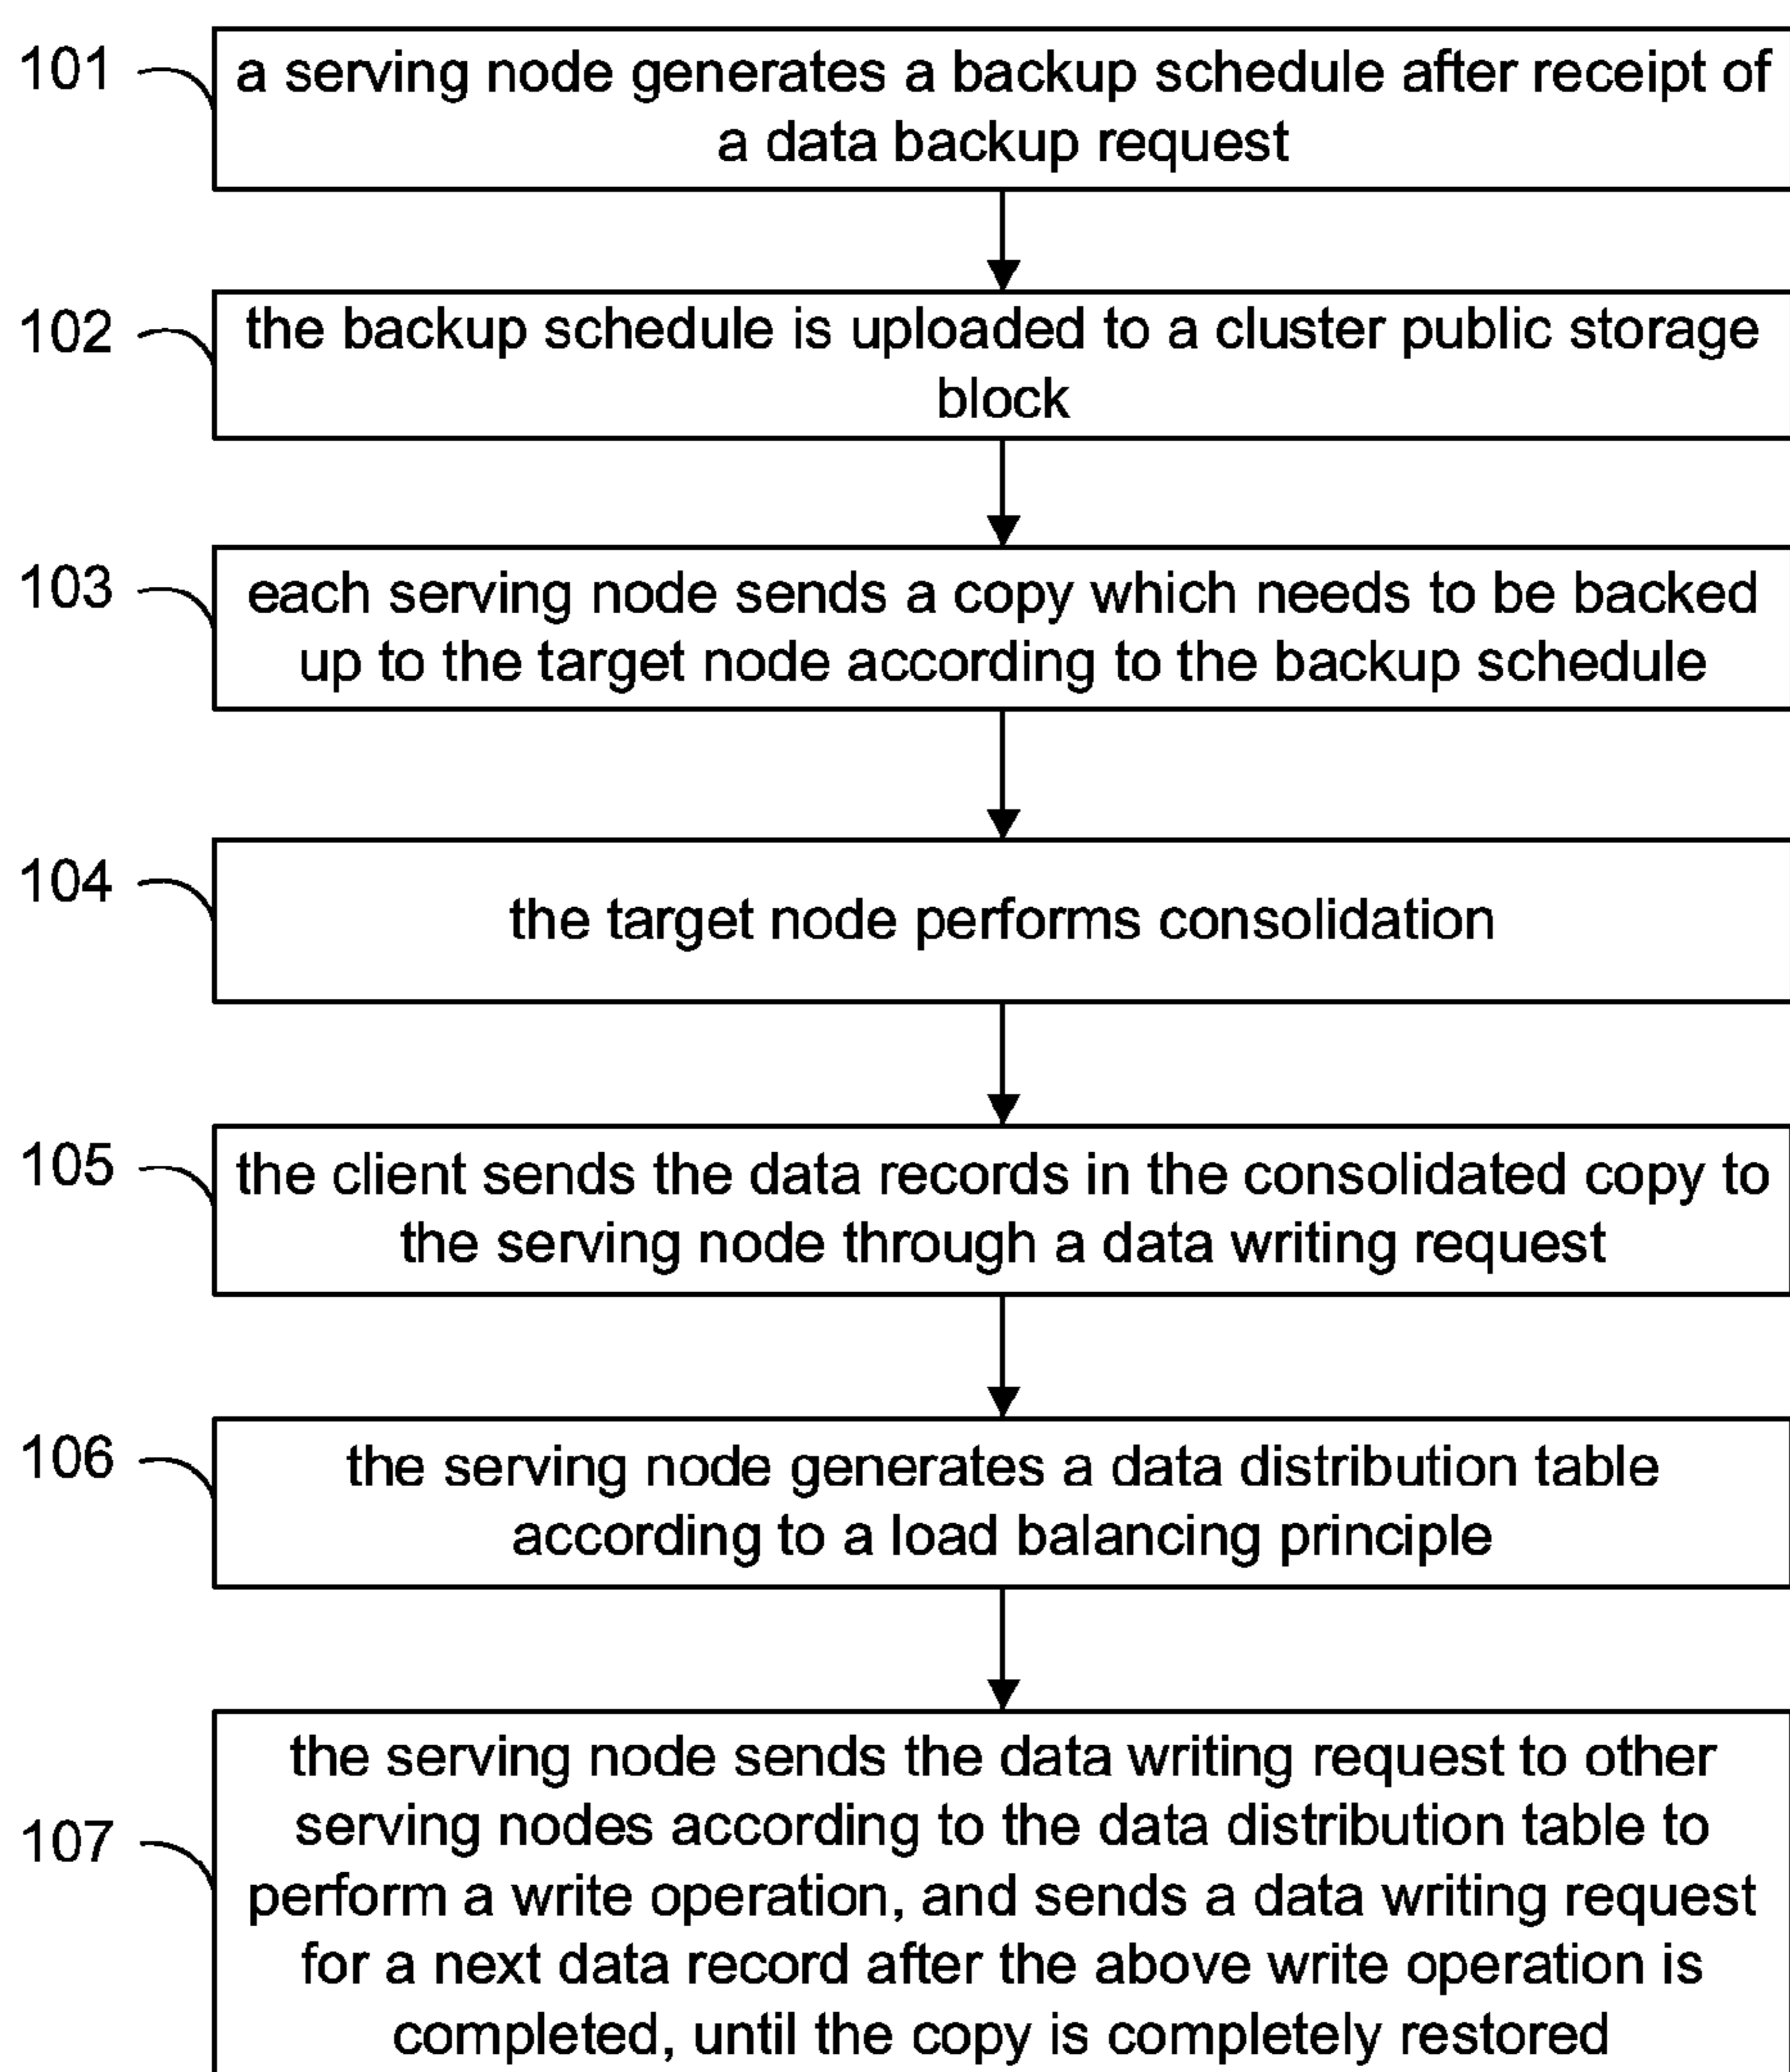 101
a serving node generates a backup schedule after receipt of
a data backup request
102
the backup schedule is uploaded to a cluster public storage
block
103
each serving node sends a copy which needs to be backed
up to the target node according to the backup schedule
104
the target node performs consolidation
105
the client sends the data records in the consolidated copy to
the serving node through a data writing request
106
the serving node generates a data distribution table
according to a load balancing principle
107
the serving node sends the data writing request to other
serving nodes according to the data distribution table to
perform a write operation, and sends a data writing request
for a next data record after the above write operation is
completed, until the copy is completely restored